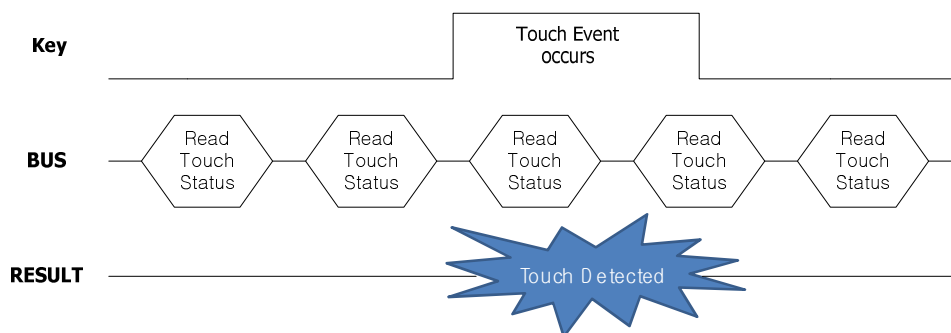 Key
Touch Event
occurs
BUS
Read
Touch
Status
Read
Touch
Status
Read
Touch
Status
Read
Touch
Status
Read
Touch
Status
RESULT
Touch Detected